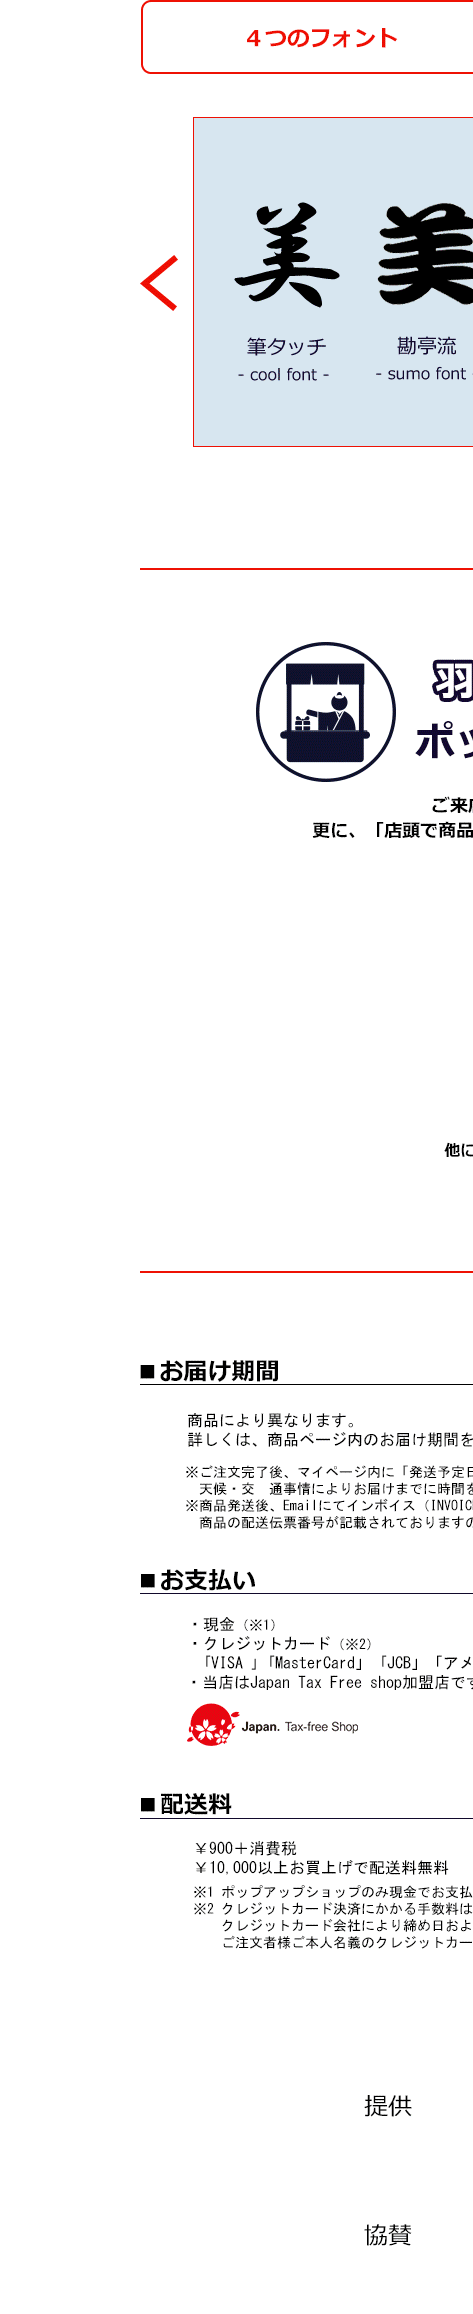 4つのフォント
美 美
筆タッチ 勘亭流
- cool font - - sumo font
羽
ポッ
ご来店
更に、「店頭で商品
他に
■お届け期間
商品により異なります。
詳しくは、商品ページ内のお届け期間を
※ご注文完了後、マイページ内に「発送予定日
天候・交　通事情によりお届けまでに時間を
※商品発送後、Emailにてインボイス（INVOIC
商品の配送伝票番号が記載されておりますの
■お支払い
・現金（※1）
・クレジットカード（※2）
「VISA 」「MasterCard」「JCB」「アメ
・当店はJapan Tax Free shop加盟店です
Japan. Tax-free Shop
■配送料
￥900＋消費税
￥10,000以上お買上げで配送料無料
※1 ポップアップショップのみ現金でお支払
※2 クレジットカード決済にかかる手数料は
クレジットカード会社により締め日およ
ご注文者様ご本人名義のクレジットカー
提供
協賛